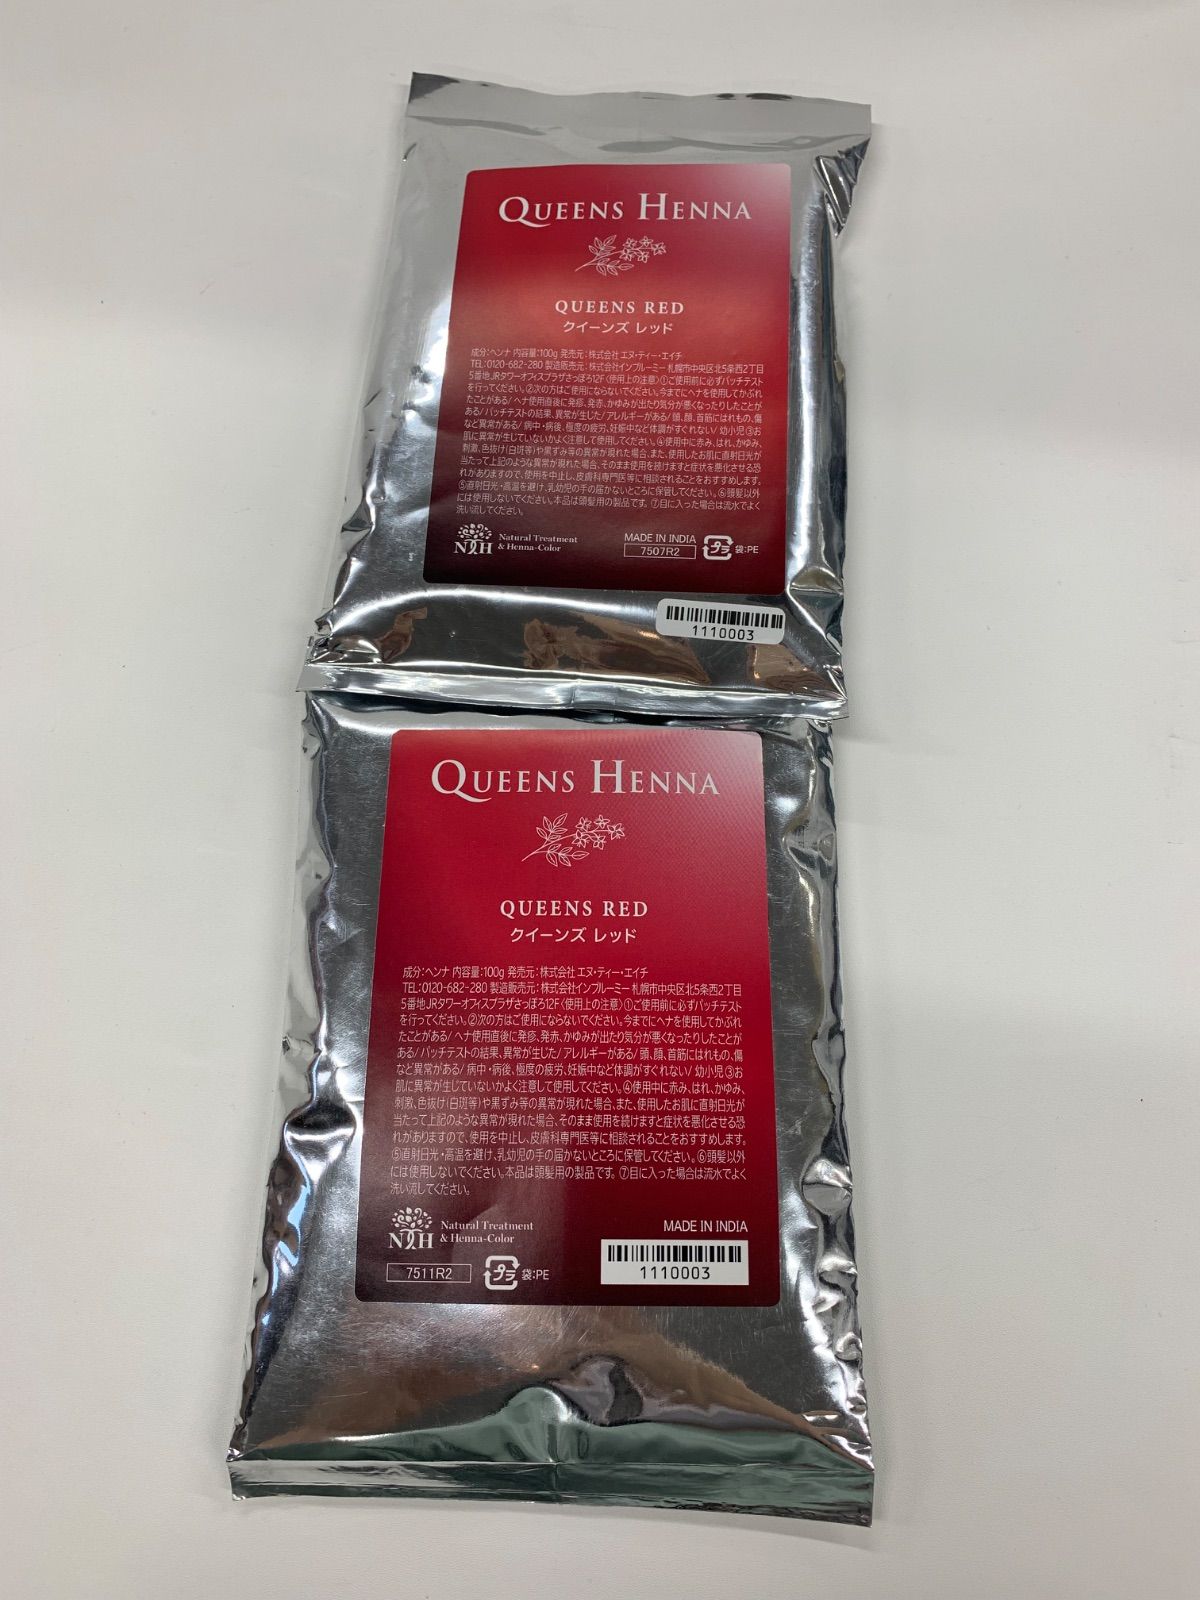 QUEENS HENNA
QUEENS RED
クイーンズ レッド
成分:ヘンナ 内容量:100g 発売元:株式会社 エヌ・ティー・エイチ
TEL:0120-682-280 製造販売元:株式会社インプルーミー 札幌市中央区北5条西2丁目
5番地JRタワーオフィスプラザさっぽろ12F〈使用上の注意〉①ご使用前に必ずパッチテスト
を行ってください。②次の方はご使用にならないでください。今までにヘナを使用してかぶれ
たことがある/ヘナ使用直後に発疹、発赤、かゆみが出たり気分が悪くなったりしたことが
ある/パッチテストの結果、異常が生じた/アレルギーがある/頭、顔、首筋にはれもの、傷
など異常がある/病中・病後、極度の疲労、妊娠中など体調がすぐれない/幼小児③お
肌に異常が生じていないかよく注意して使用してください。④使用中に赤み、はれ、かゆみ、
刺激、色抜け(白斑等)や黒ずみ等の異常が現れた場合、また、使用したお肌に直射日光が
当たって上記のような異常が現れた場合、そのまま使用を続けますと症状を悪化させる恐
れがありますので、使用を中止し、皮膚科専門医等に相談されることをおすすめします。
⑤直射日光・高温を避け、乳幼児の手の届かないところに保管してください。⑥頭髪以外
には使用しないでください。本品は頭髪用の製品です。⑦目に入った場合は流水でよく
洗い流してください。
NTH Natural Treatment
& Henna-Color
MADE IN INDIA
7507R2 プラ 袋:PE
1110003
QUEENS HENNA
QUEENS RED
クイーンズ レッド
成分:ヘンナ 内容量:100g 発売元:株式会社 エヌ・ティー・エイチ
TEL:0120-682-280 製造販売元:株式会社インプルーミー 札幌市中央区北5条西2丁目
5番地JRタワーオフィスプラザさっぽろ12F〈使用上の注意〉①ご使用前に必ずパッチテスト
を行ってください。②次の方はご使用にならないでください。今までにヘナを使用してかぶれ
たことがある/ヘナ使用直後に発疹、発赤、かゆみが出たり気分が悪くなったりしたことが
ある/パッチテストの結果、異常が生じた/アレルギーがある/頭、顔、首筋にはれもの、傷
など異常がある/病中・病後、極度の疲労、妊娠中など体調がすぐれない/幼小児③お
肌に異常が生じていないかよく注意して使用してください。④使用中に赤み、はれ、かゆみ、
刺激、色抜け(白斑等)や黒ずみ等の異常が現れた場合、また、使用したお肌に直射日光が
当たって上記のような異常が現れた場合、そのまま使用を続けますと症状を悪化させる恐
れがありますので、使用を中止し、皮膚科専門医等に相談されることをおすすめします。
⑤直射日光・高温を避け、乳幼児の手の届かないところに保管してください。⑥頭髪以外
には使用しないでください。本品は頭髪用の製品です。⑦目に入った場合は流水でよく
洗い流してください。
NTH Natural Treatment
& Henna-Color
MADE IN INDIA
7511R2 プラ 袋:PE
1110003